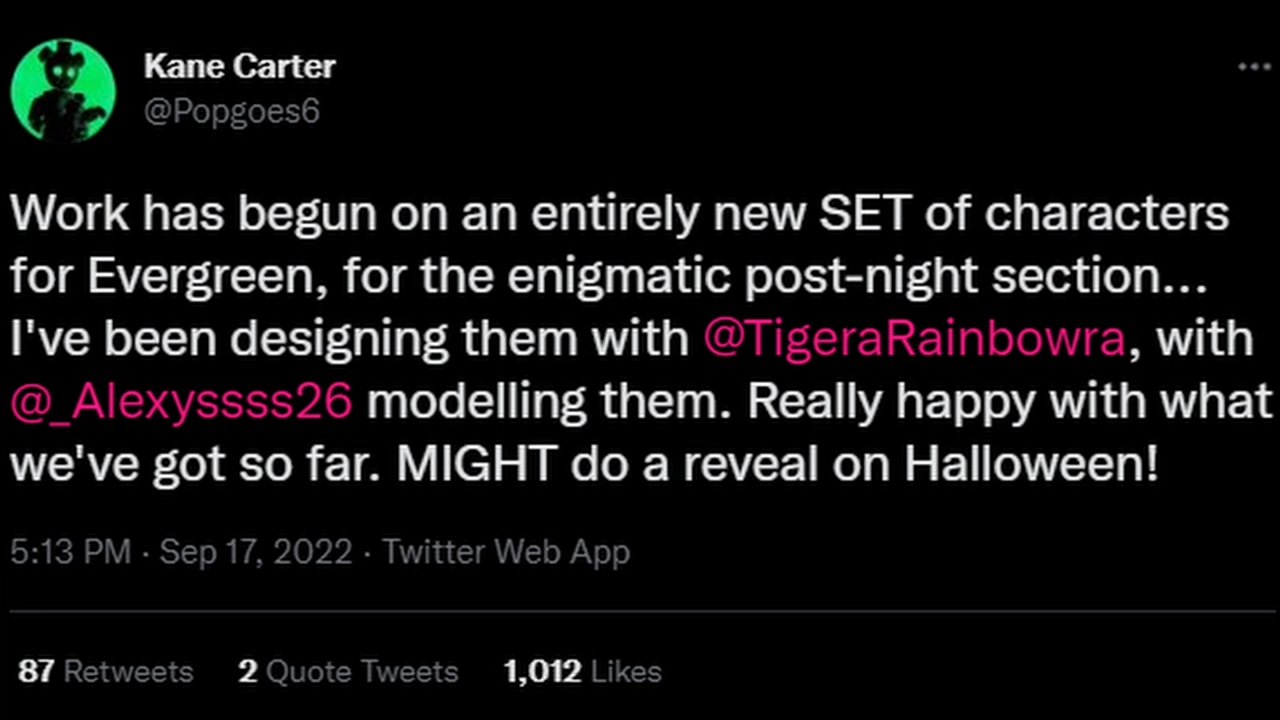 Kane Carter
@Popgoes6
Work has begun on an entirely new SET of characters
for Evergreen, for the enigmatic post-night section...
I've been designing them with @TigeraRainbowra, with
@_Alexyssss26 modelling them. Really happy with what
we've got so far. MIGHT do a reveal on Halloween!
5:13 PM · Sep 17, 2022 · Twitter Web App
87 Retweets 2 Quote Tweets 1,012 Likes